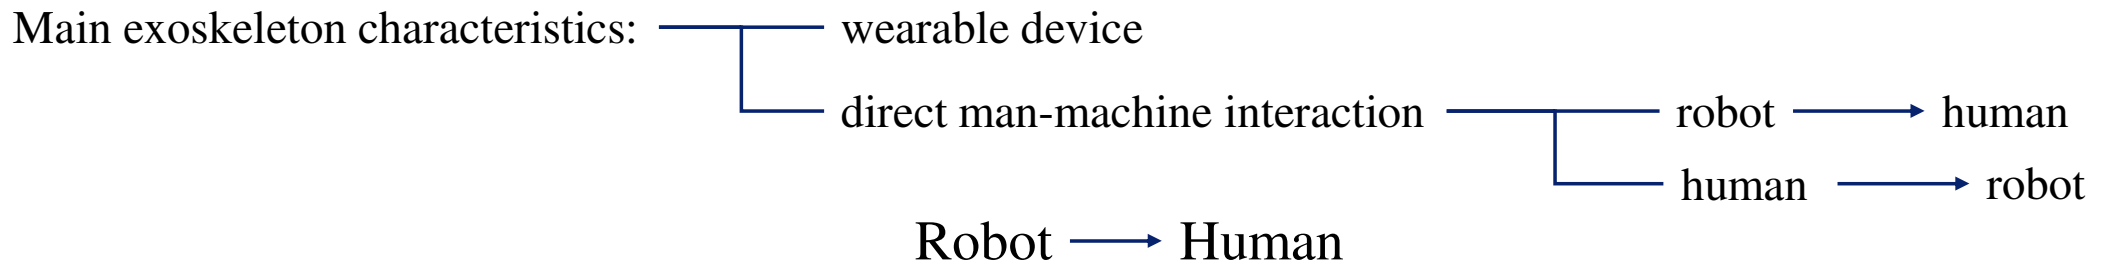 Main exoskeleton characteristics: wearable device
direct man-machine interaction robot human
human robot
Robot Human